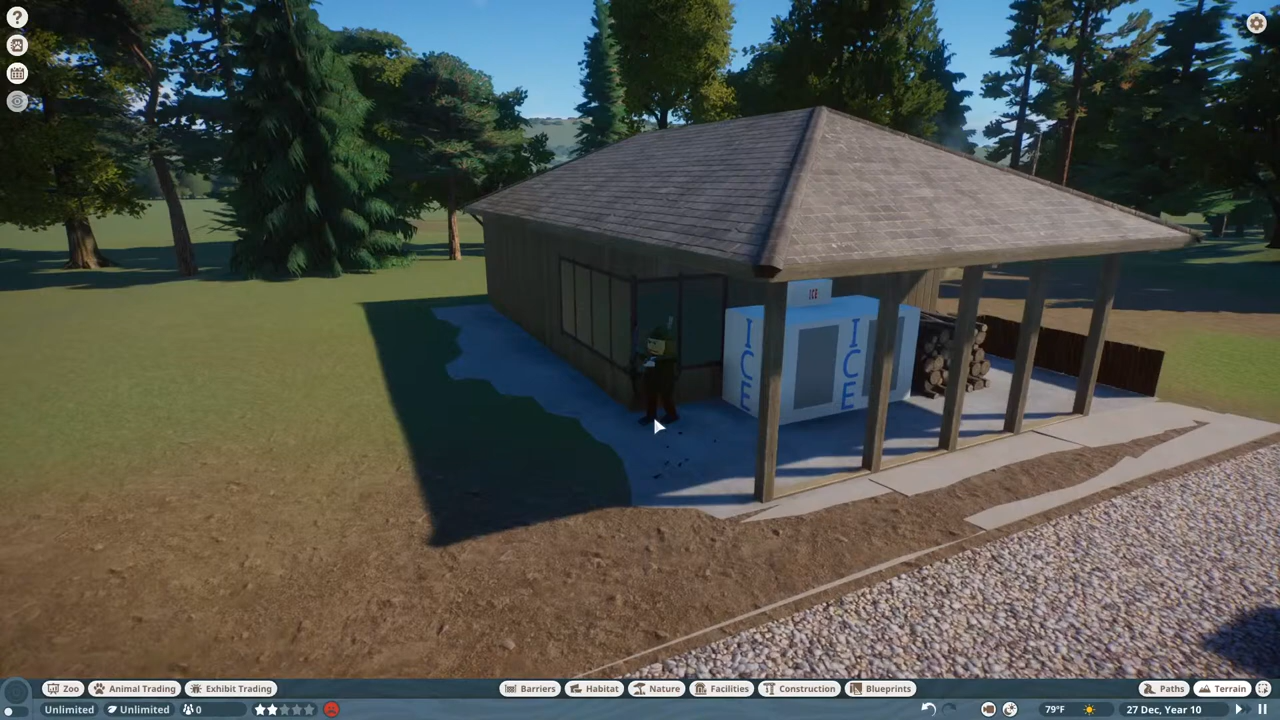 ICE
ICE
ICE
Zoo
Animal Trading
Exhibit Trading
Barriers
Habitat
Nature
Facilities
Construction
Blueprints
Paths
Terrain
Unlimited
Unlimited
0
79°F
27 Dec, Year 10
?